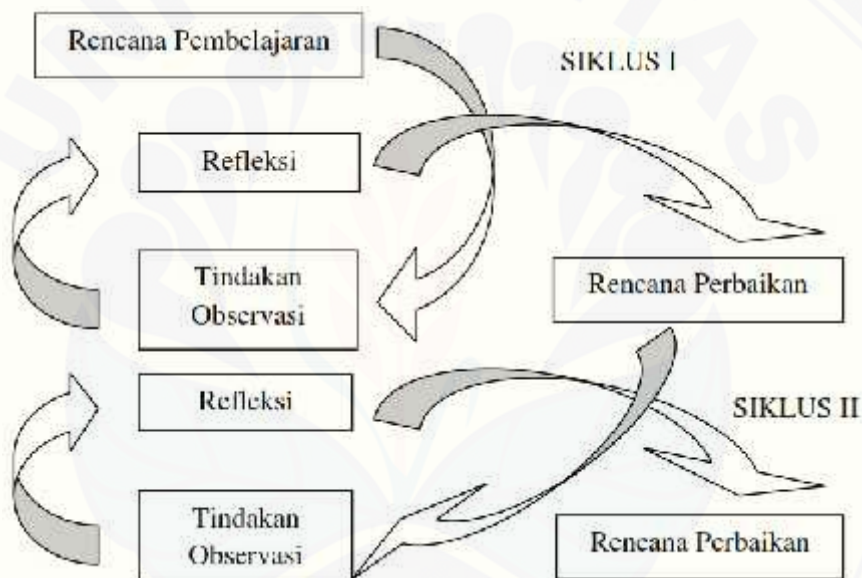 Rencana Pembelajaran
SIKLUS I
Refleksi
Tindakan
Observasi
Rencana Perbaikan
Refleksi
SIKLUS II
Tindakan
Observasi
Rencana Perbaikan